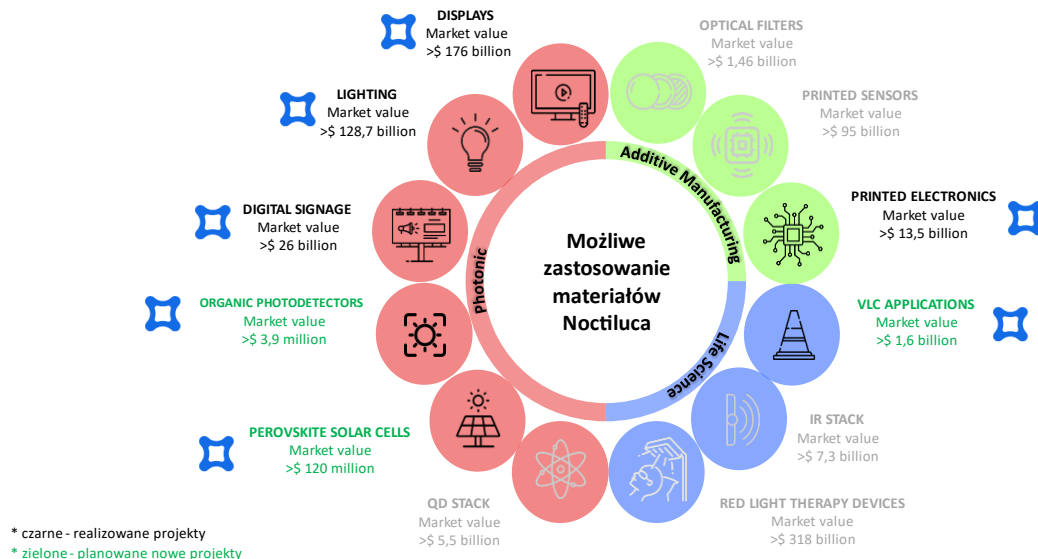 DISPLAYS
Market value
>$ 176 billion
OPTICAL FILTERS
Market value
>$ 1,46 billion
LIGHTING
Market value
>$ 128,7 billion
PRINTED SENSORS
Market value
>$ 95 billion
DIGITAL SIGNAGE
Market value
>$ 26 billion
PRINTED ELECTRONICS
Market value
>$ 13,5 billion
Photonic
Additive Manufacturing
Life Science
Możliwe
zastosowanie
materiałów
Noctiluca
ORGANIC PHOTODETECTORS
Market value
>$ 3,9 million
VLC APPLICATIONS
Market value
>$ 1,6 billion
PEROVSKITE SOLAR CELLS
Market value
>$ 120 million
IR STACK
Market value
>$ 7,3 billion
QD STACK
Market value
>$ 5,5 billion
RED LIGHT THERAPY DEVICES
Market value
>$ 318 billion
* czarne - realizowane projekty
* zielone - planowane nowe projekty